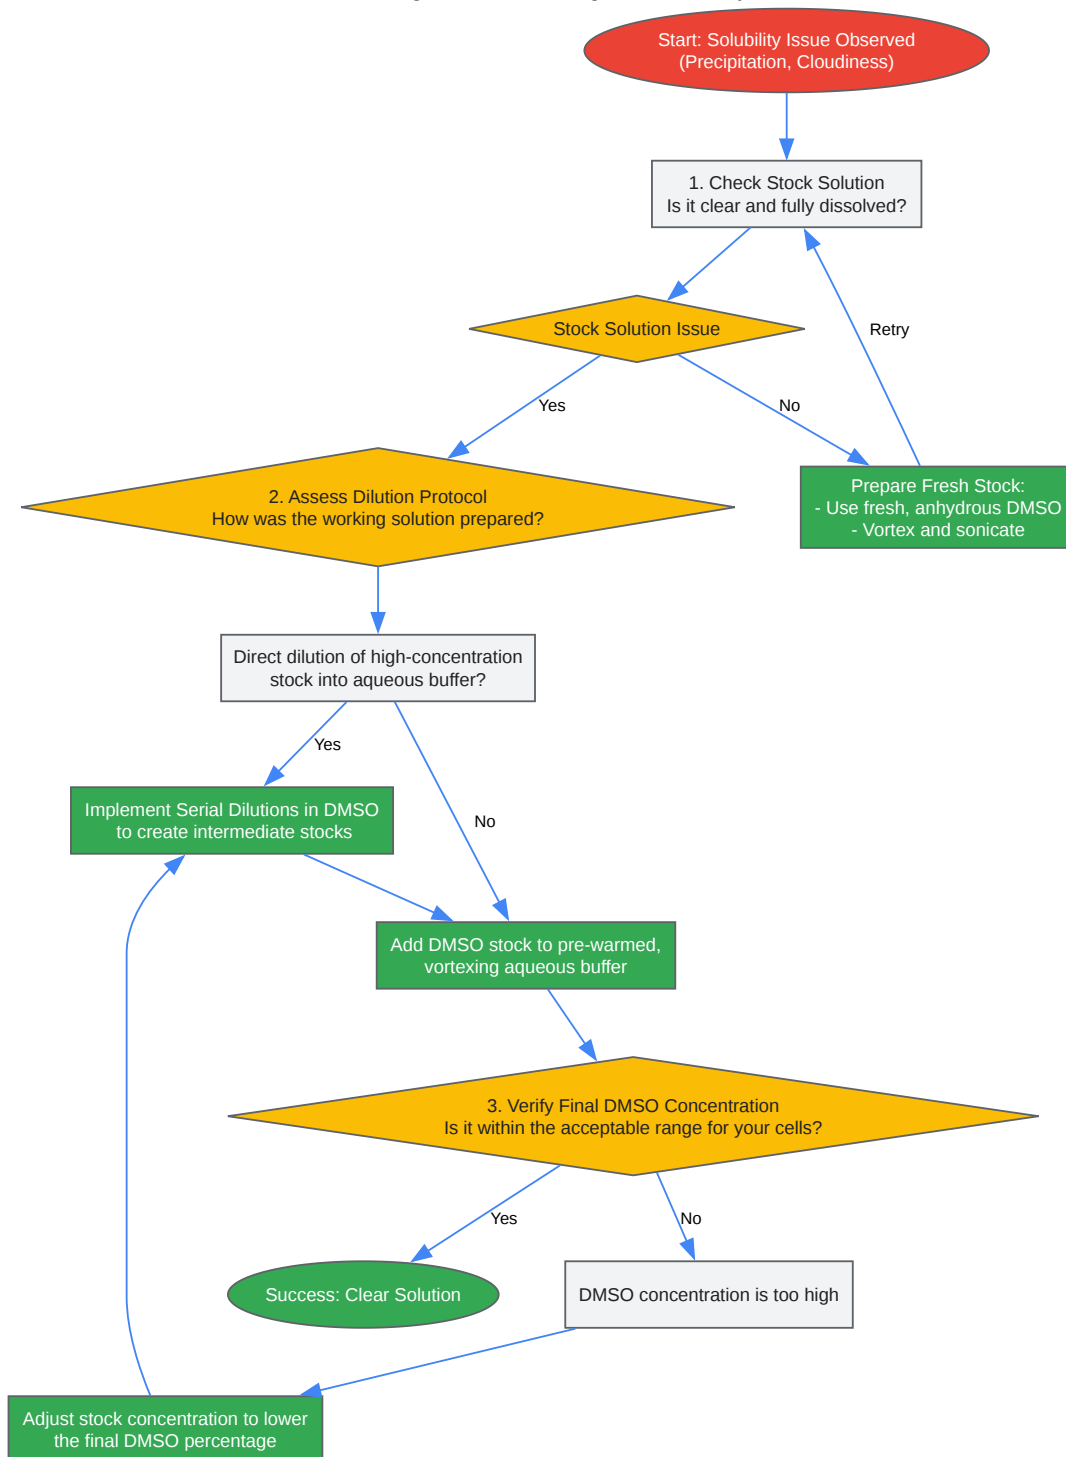 Start: Solubility Issue Observed
(Precipitation, Cloudiness)
1. Check Stock Solution
Is it clear and fully dissolved?
Stock Solution Issue
Retry
Yes
No
2. Assess Dilution Protocol
How was the working solution prepared?
Prepare Fresh Stock:
- Use fresh, anhydrous DMSO
- Vortex and sonicate
Direct dilution of high-concentration
stock into aqueous buffer?
Yes
Implement Serial Dilutions in DMSO
to create intermediate stocks
No
Add DMSO stock to pre-warmed,
vortexing aqueous buffer
3. Verify Final DMSO Concentration
Is it within the acceptable range for your cells?
Yes
No
Success: Clear Solution
DMSO concentration is too high
Adjust stock concentration to lower
the final DMSO percentage